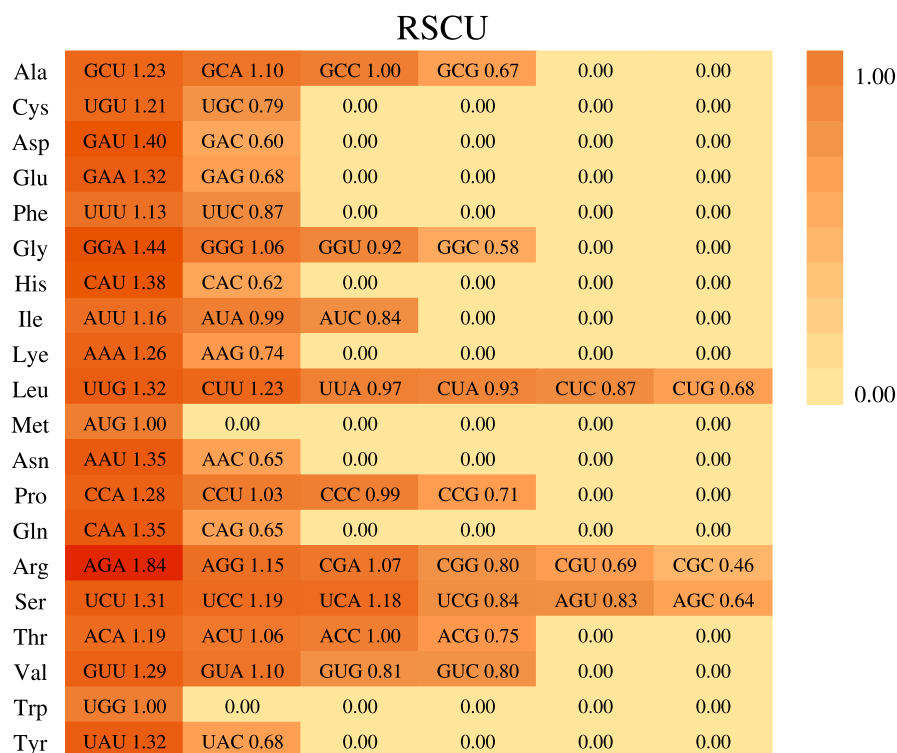 RSCU
Ala GCU 1.23 GCA 1.10 GCC 1.00 GCG 0.67 0.00 0.00
Cys UGU 1.21 UGC 0.79 0.00 0.00 0.00 0.00
Asp GAU 1.40 GAC 0.60 0.00 0.00 0.00 0.00
Glu GAA 1.32 GAG 0.68 0.00 0.00 0.00 0.00
Phe UUU 1.13 UUC 0.87 0.00 0.00 0.00 0.00
Gly GGA 1.44 GGG 1.06 GGU 0.92 GGC 0.58 0.00 0.00
His CAU 1.38 CAC 0.62 0.00 0.00 0.00 0.00
Ile AUU 1.16 AUA 0.99 AUC 0.84 0.00 0.00 0.00
Lye AAA 1.26 AAG 0.74 0.00 0.00 0.00 0.00
Leu UUG 1.32 CUU 1.23 UUA 0.97 CUA 0.93 CUC 0.87 CUG 0.68
Met AUG 1.00 0.00 0.00 0.00 0.00 0.00
Asn AAU 1.35 AAC 0.65 0.00 0.00 0.00 0.00
Pro CCA 1.28 CCU 1.03 CCC 0.99 CCG 0.71 0.00 0.00
Gln CAA 1.35 CAG 0.65 0.00 0.00 0.00 0.00
Arg AGA 1.84 AGG 1.15 CGA 1.07 CGG 0.80 CGU 0.69 CGC 0.46
Ser UCU 1.31 UCC 1.19 UCA 1.18 UCG 0.84 AGU 0.83 AGC 0.64
Thr ACA 1.19 ACU 1.06 ACC 1.00 ACG 0.75 0.00 0.00
Val GUU 1.29 GUA 1.10 GUG 0.81 GUC 0.80 0.00 0.00
Trp UGG 1.00 0.00 0.00 0.00 0.00 0.00
Tyr UAU 1.32 UAC 0.68 0.00 0.00 0.00 0.00
1.00
0.00